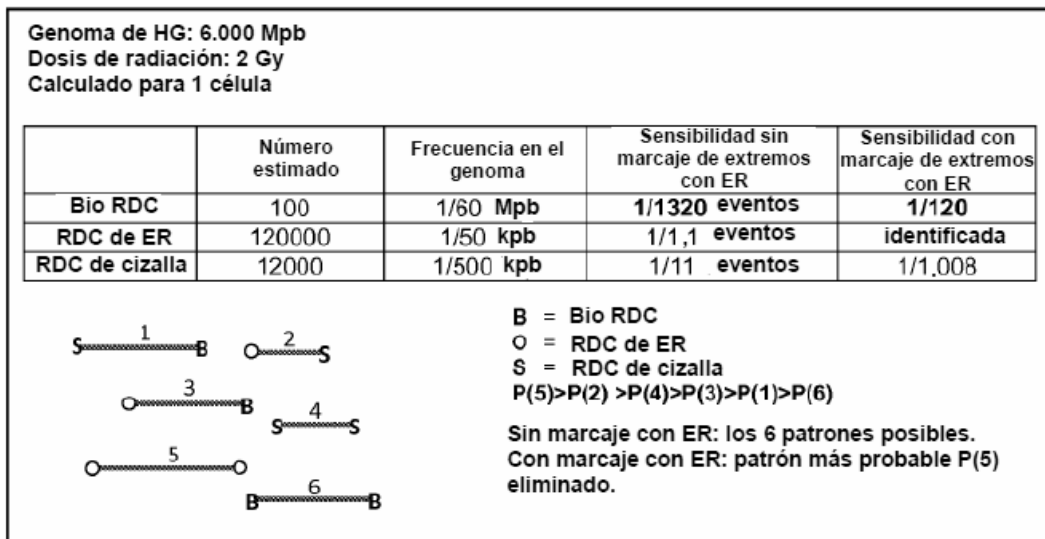 Genoma de HG: 6.000 Mpb
Dosis de radiación: 2 Gy
Calculado para 1 célula
Número estimado
Frecuencia en el genoma
Sensibilidad sin marcaje de extremos con ER
Sensibilidad con marcaje de extremos con ER
Bio RDC 100 1/60 Mpb 1/1320 eventos 1/120
RDC de ER 120000 1/50 kpb 1/1,1 eventos identificada
RDC de cizalla 12000 1/500 kpb 1/11 eventos 1/1.008
S 1 B
O 2 S
O 3 B
S 4 S
O 5 O
B 6 B
B = Bio RDC
O = RDC de ER
S = RDC de cizalla
P(5)>P(2) >P(4)>P(3)>P(1)>P(6)
Sin marcaje con ER: los 6 patrones posibles.
Con marcaje con ER: patrón más probable P(5)
eliminado.